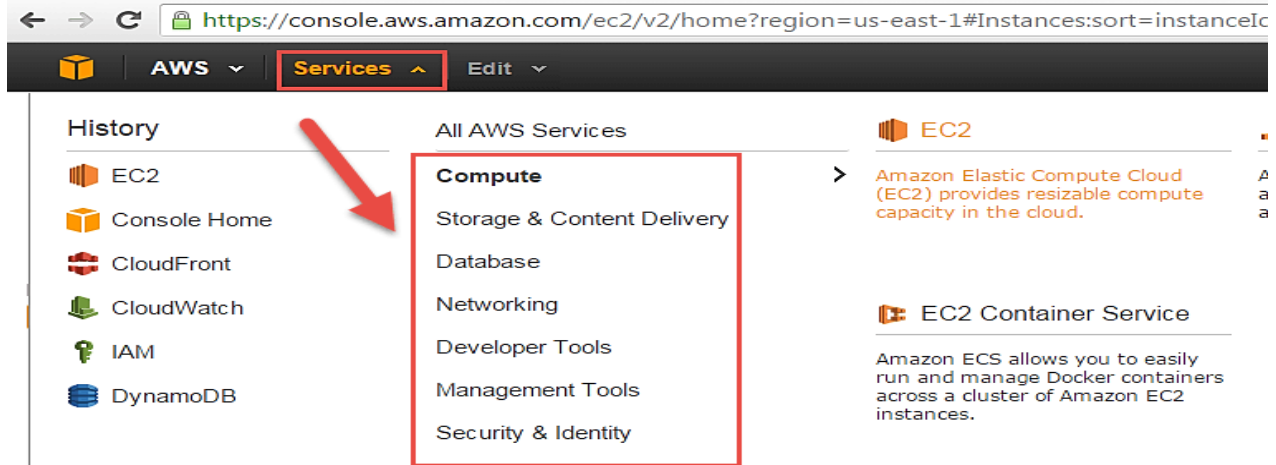 https://console.aws.amazon.com/ec2/v2/home?region=us-east-1#Instances:sort=instanceId
AWS Services Edit
History
EC2
Console Home
CloudFront
CloudWatch
IAM
DynamoDB
All AWS Services
Compute
Storage & Content Delivery
Database
Networking
Developer Tools
Management Tools
Security & Identity
EC2
Amazon Elastic Compute Cloud
(EC2) provides resizable compute
capacity in the cloud.
EC2 Container Service
Amazon ECS allows you to easily
run and manage Docker containers
across a cluster of Amazon EC2
instances.